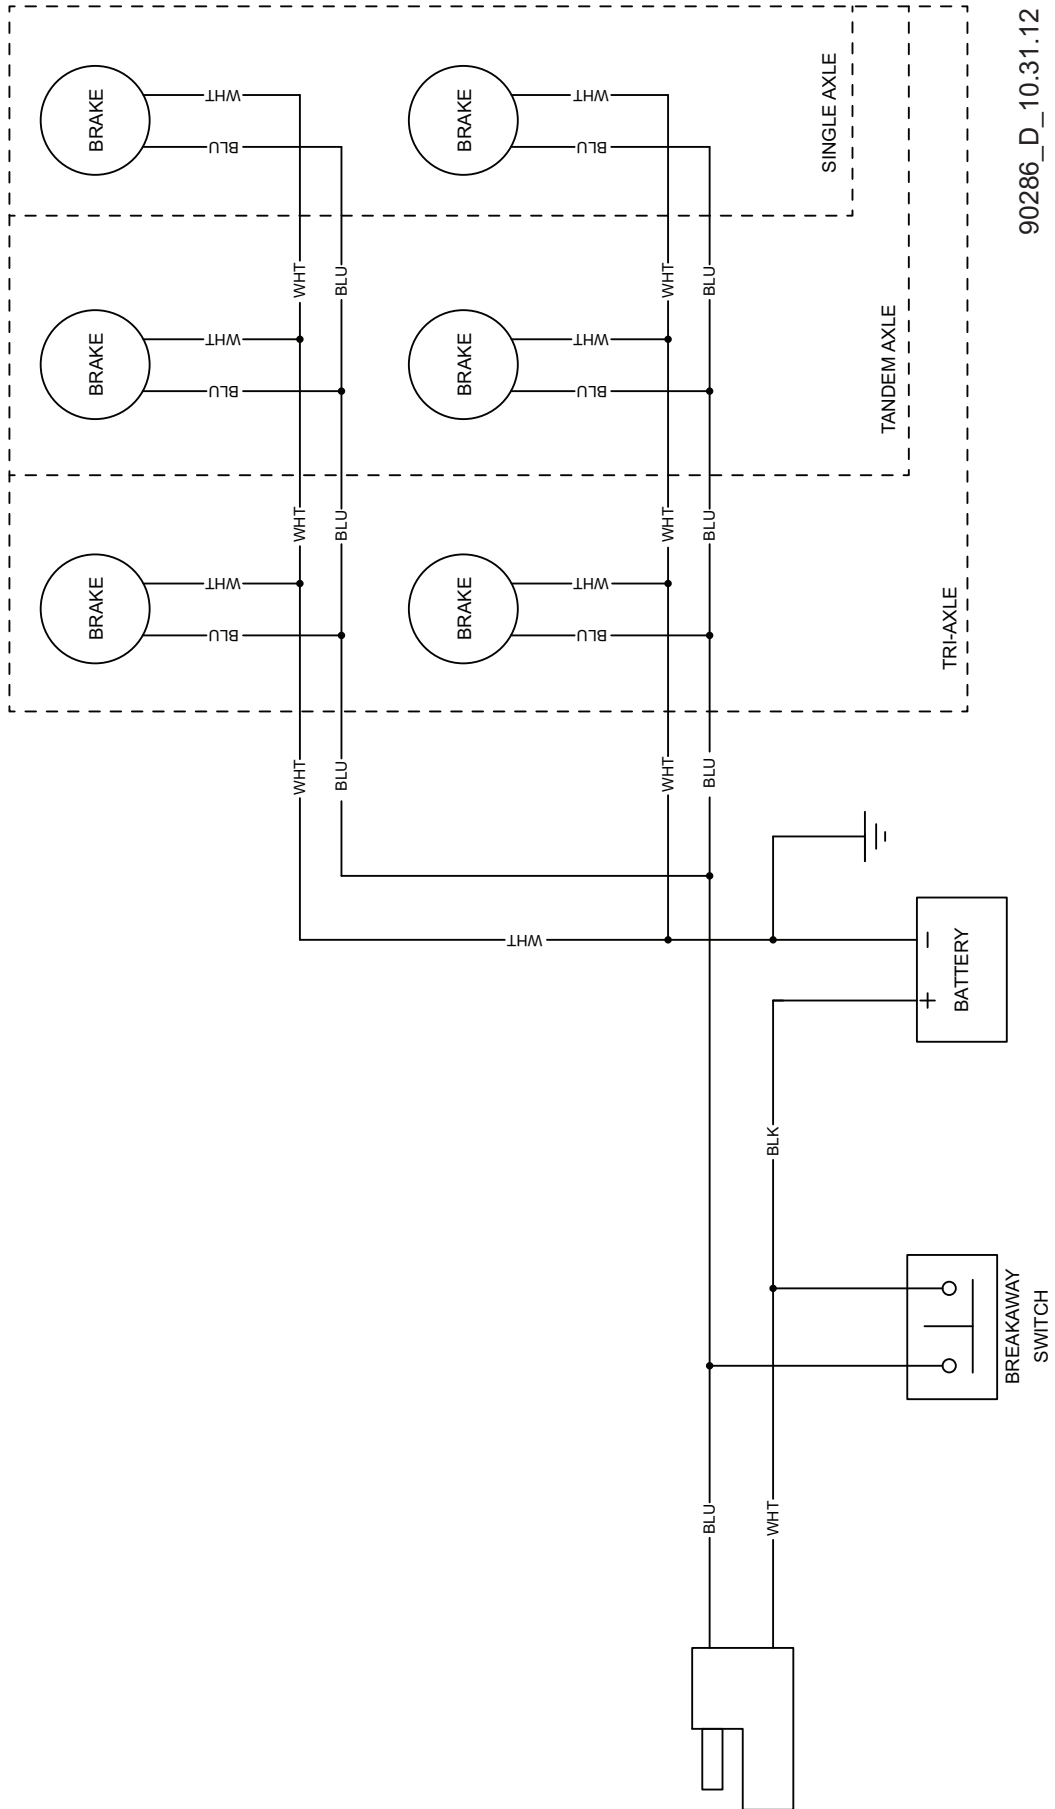 BRAKE
BRAKE
BRAKE
BLU
WHT
BLU
WHT
BLU
WHT
WHT
WHT
WHT
BLU
BLU
BLU
BRAKE
BRAKE
BRAKE
WHT
BLU
WHT
BLU
WHT
BLU
WHT
WHT
WHT
WHT
BLU
BLU
BLU
BLU
WHT
BLK
SINGLE AXLE
TANDEM AXLE
TRI-AXLE
+ −
BATTERY
BREAKAWAY
SWITCH
90286_D_10.31.12